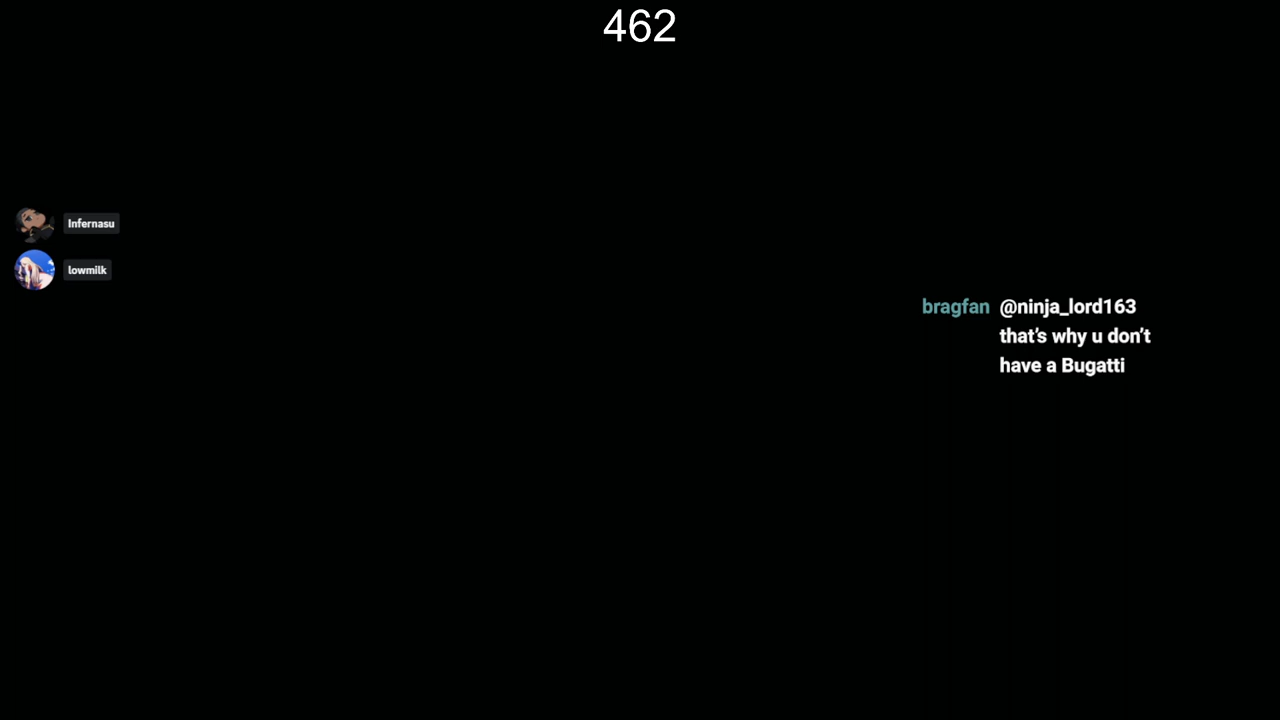 462
Infernasu
lowmilk
bragfan @ninja_lord163
that's why u don't
have a Bugatti